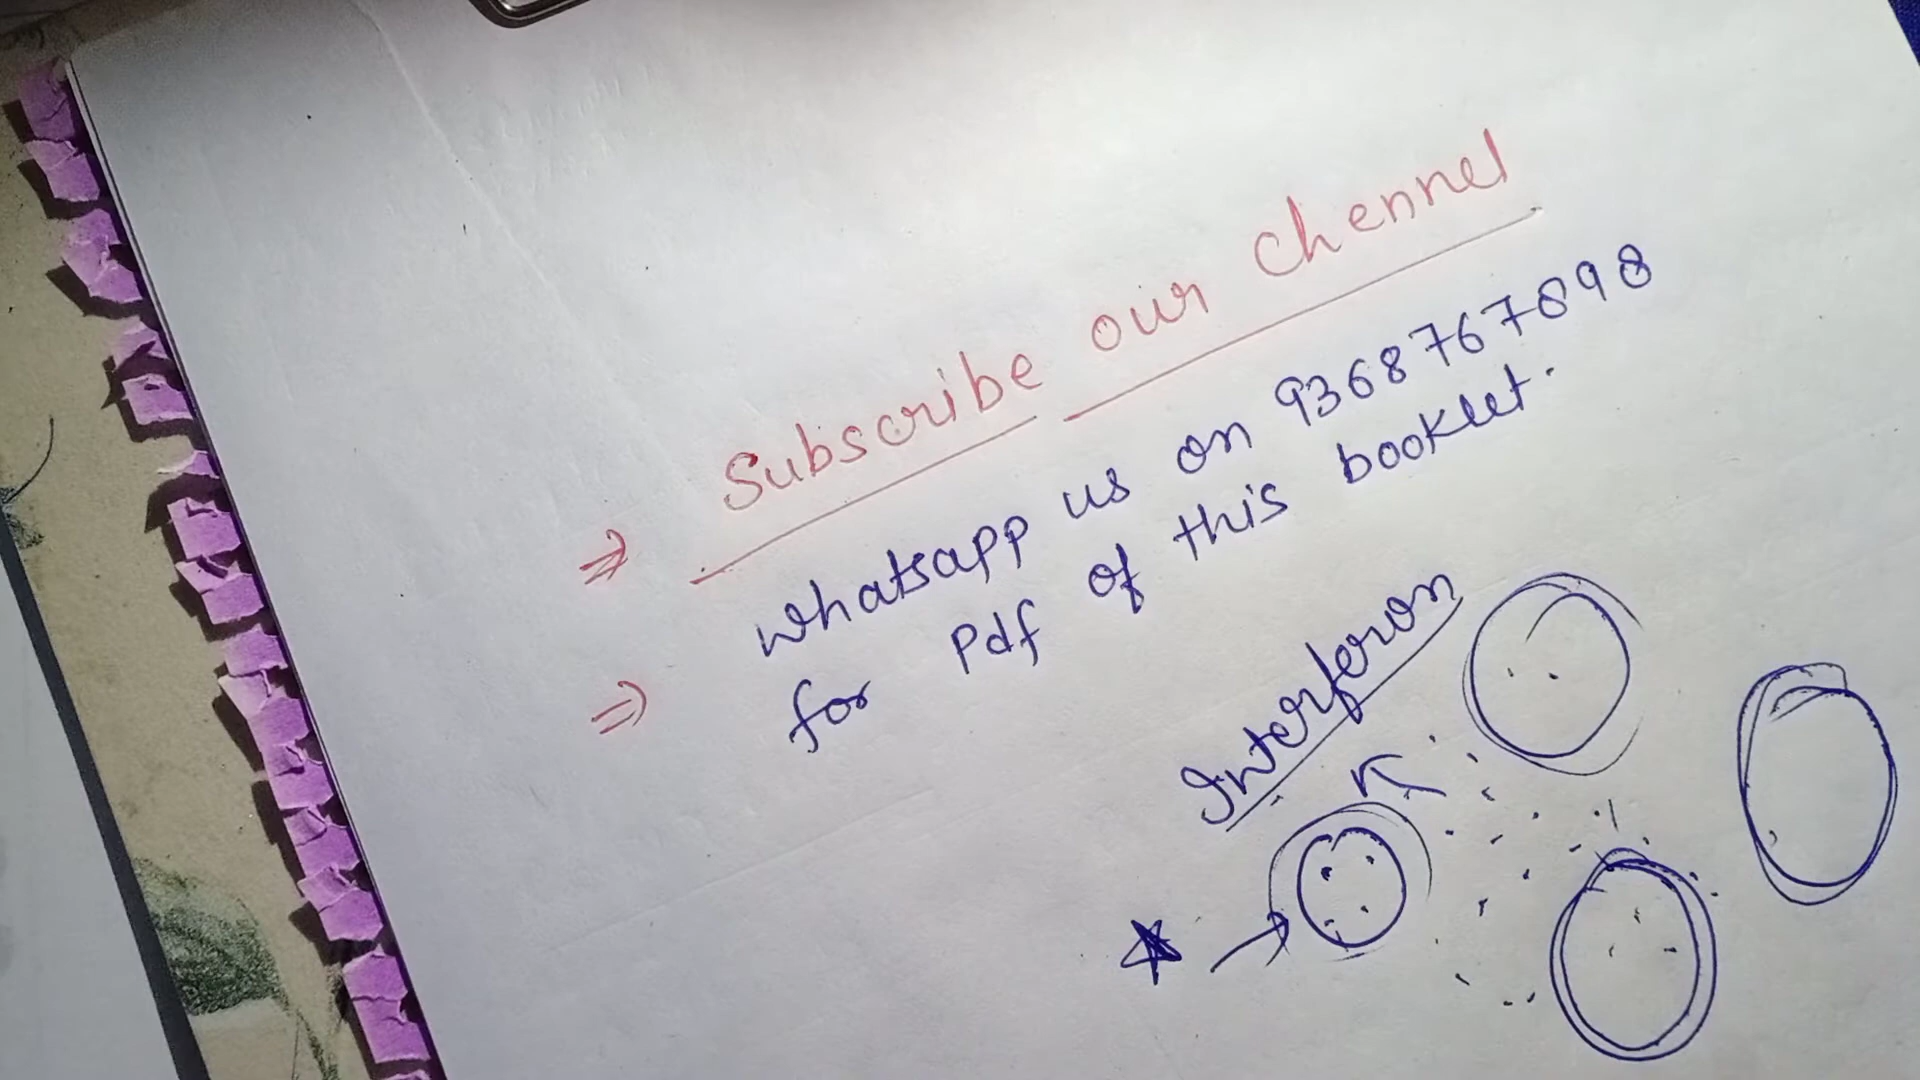 ⇒ Subscribe our Chennel
⇒ Whatsapp us on 9368767898
for Pdf of this booklet.
Interferon